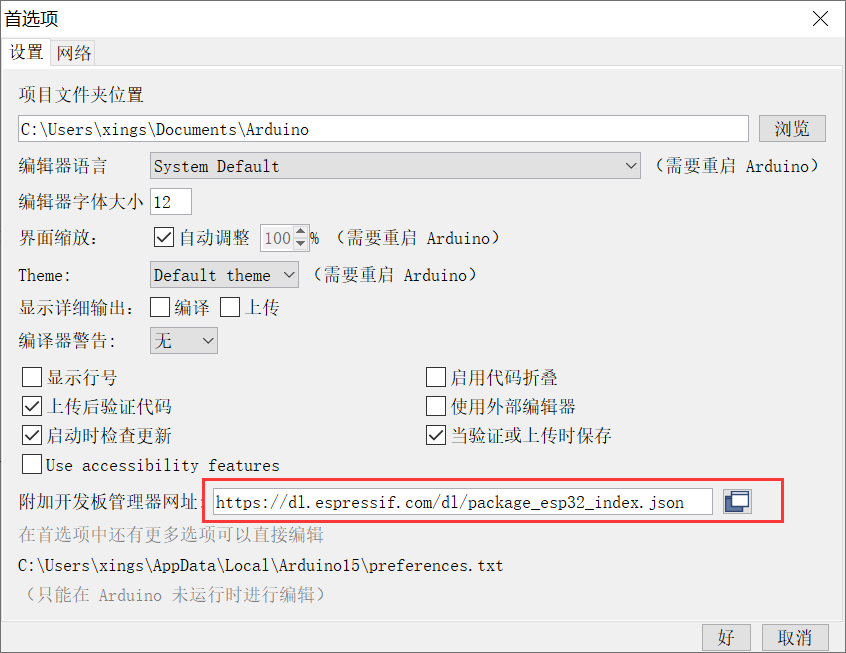 首选项
设置 网络
项目文件夹位置
C:\Users\xings\Documents\Arduino 浏览
编辑器语言 System Default （需要重启 Arduino）
编辑器字体大小 12
界面缩放： 自动调整 100 % （需要重启 Arduino）
Theme: Default theme （需要重启 Arduino）
显示详细输出： 编译 上传
编译器警告： 无
显示行号 启用代码折叠
上传后验证代码 使用外部编辑器
启动时检查更新 当验证或上传时保存
Use accessibility features
附加开发板管理器网址： https://dl.espressif.com/dl/package_esp32_index.json
在首选项中还有更多选项可以直接编辑
C:\Users\xings\AppData\Local\Arduino15\preferences.txt
（只能在 Arduino 未运行时进行编辑）
好 取消